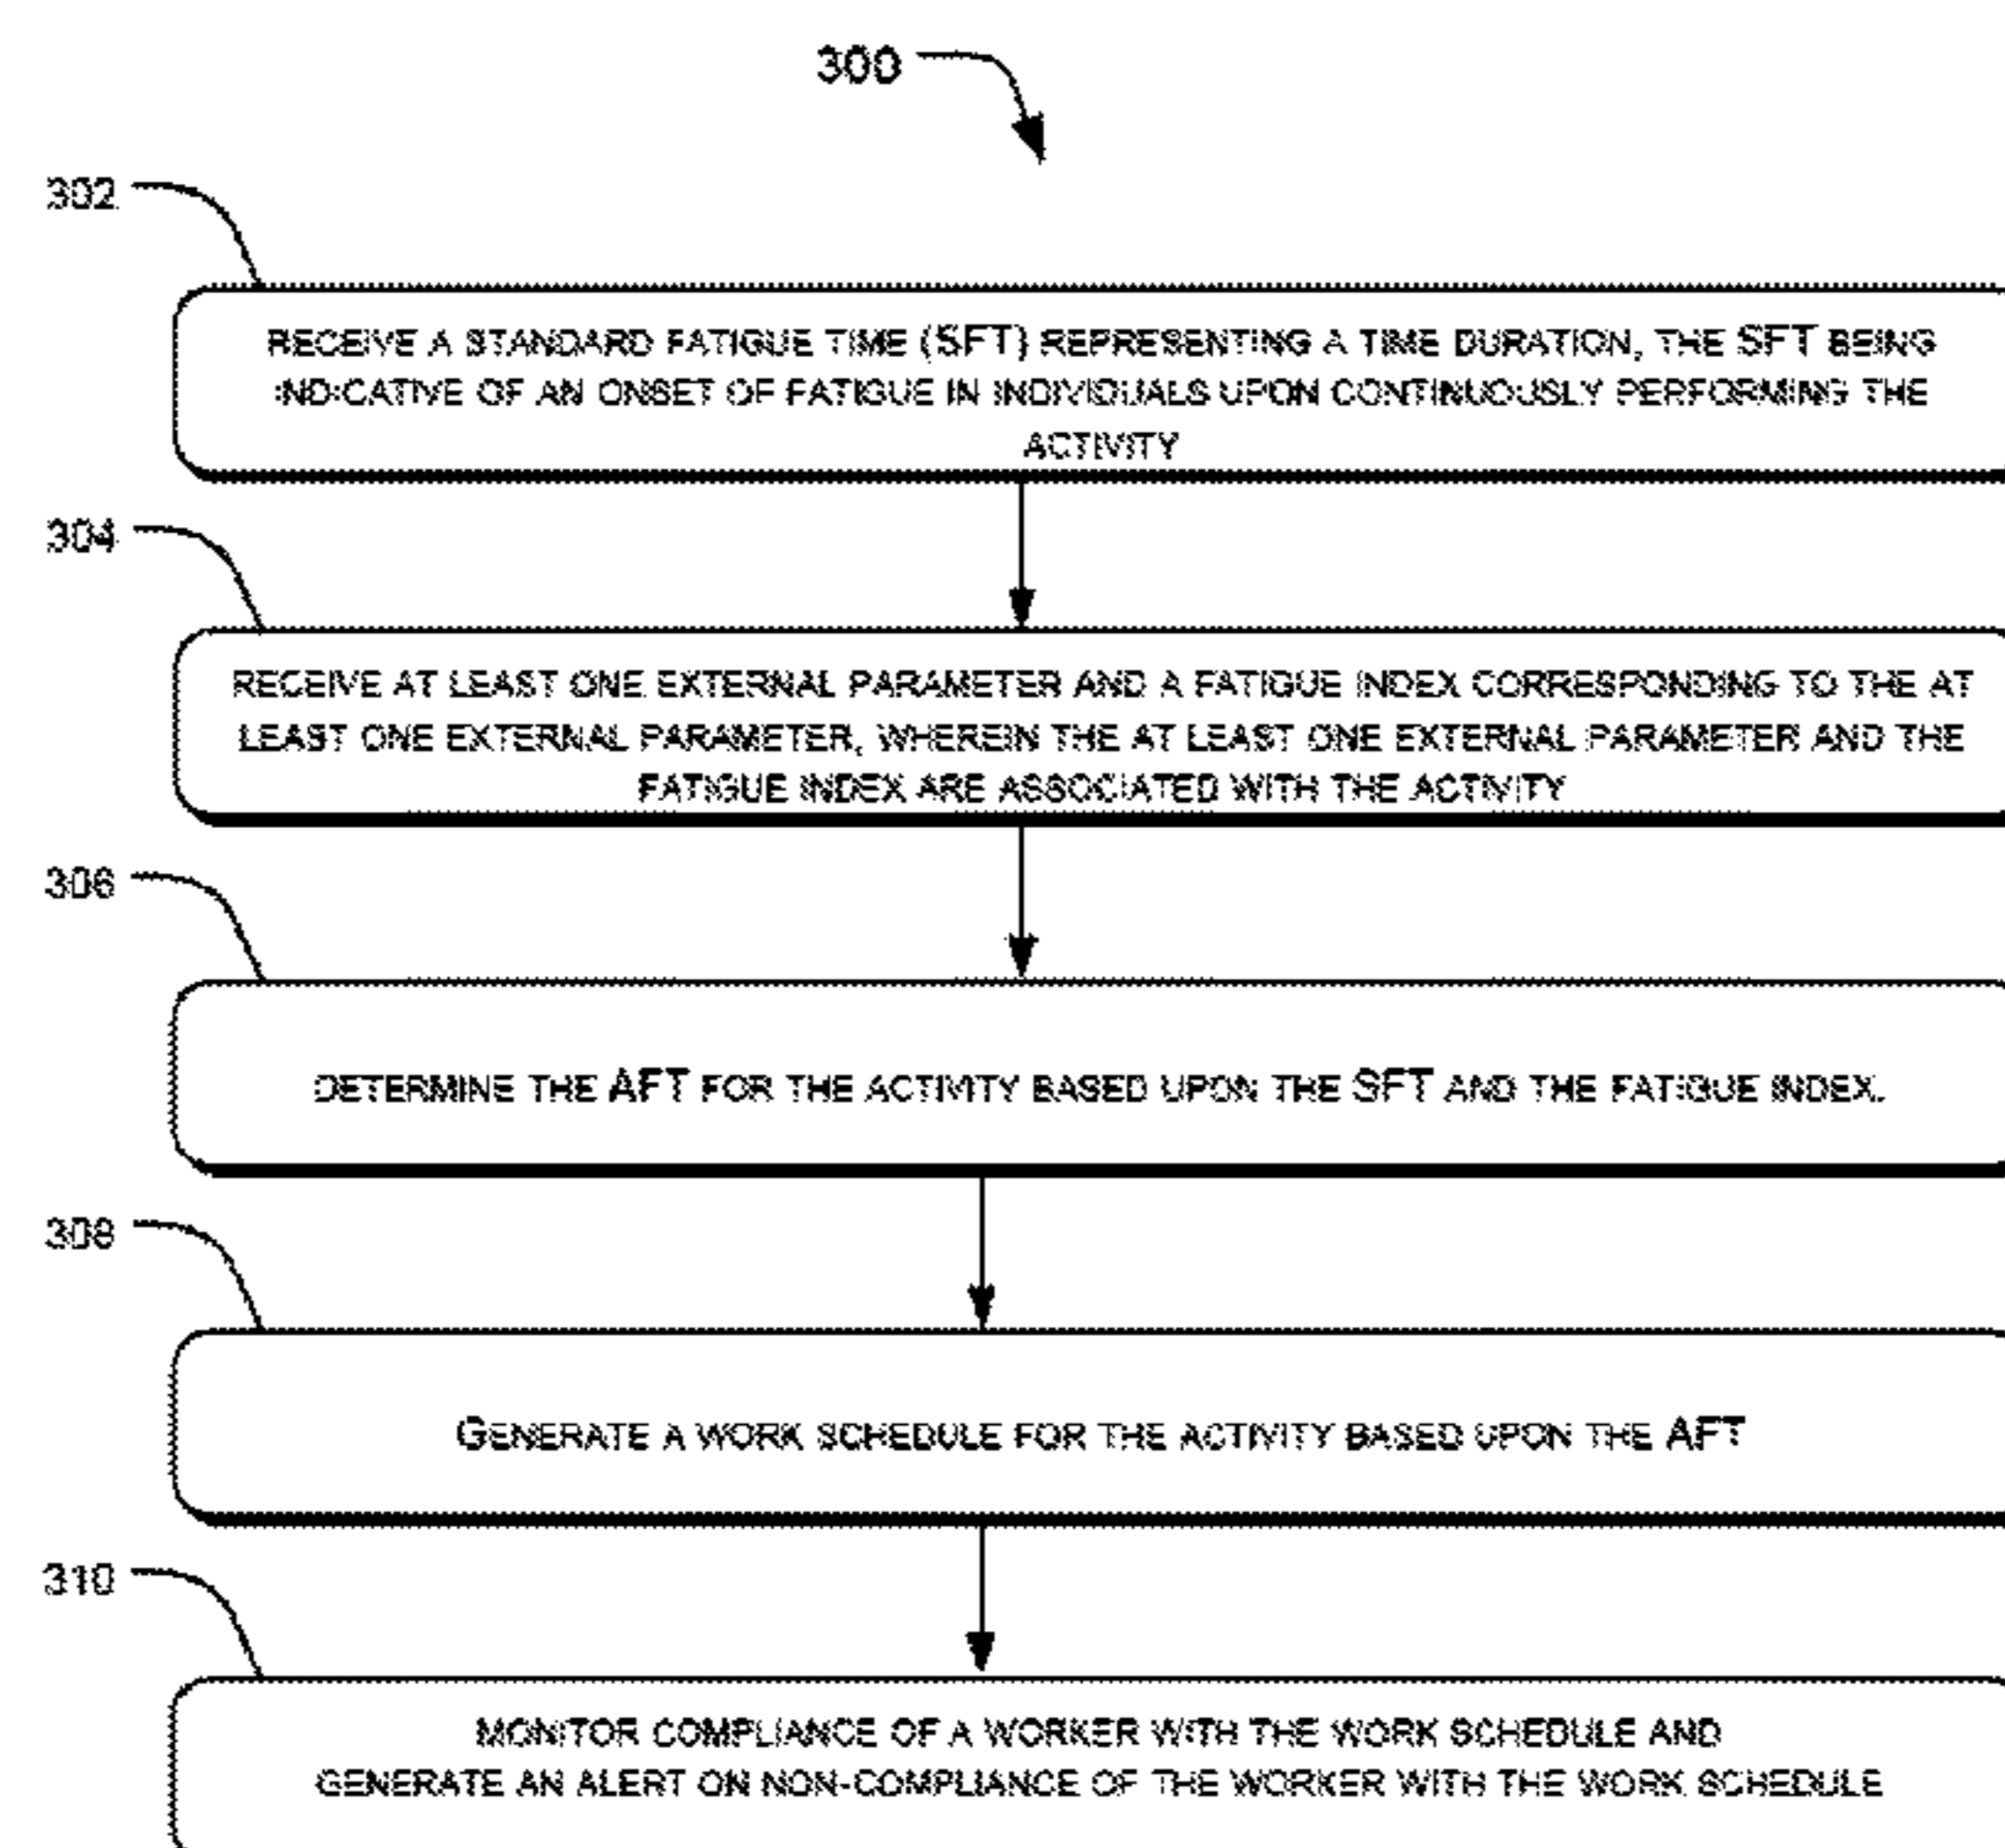 300
302
RECEIVE A STANDARD FATIGUE TIME (SFT) REPRESENTING A TIME DURATION, THE SFT BEING
INDICATIVE OF AN ONSET OF FATIGUE IN INDIVIDUALS UPON CONTINUOUSLY PERFORMING THE
ACTIVITY
304
RECEIVE AT LEAST ONE EXTERNAL PARAMETER AND A FATIGUE INDEX CORRESPONDING TO THE AT
LEAST ONE EXTERNAL PARAMETER, WHEREIN THE AT LEAST ONE EXTERNAL PARAMETER AND THE
FATIGUE INDEX ARE ASSOCIATED WITH THE ACTIVITY
306
DETERMINE THE AFT FOR THE ACTIVITY BASED UPON THE SFT AND THE FATIGUE INDEX.
308
GENERATE A WORK SCHEDULE FOR THE ACTIVITY BASED UPON THE AFT
310
MONITOR COMPLIANCE OF A WORKER WITH THE WORK SCHEDULE AND
GENERATE AN ALERT ON NON-COMPLIANCE OF THE WORKER WITH THE WORK SCHEDULE